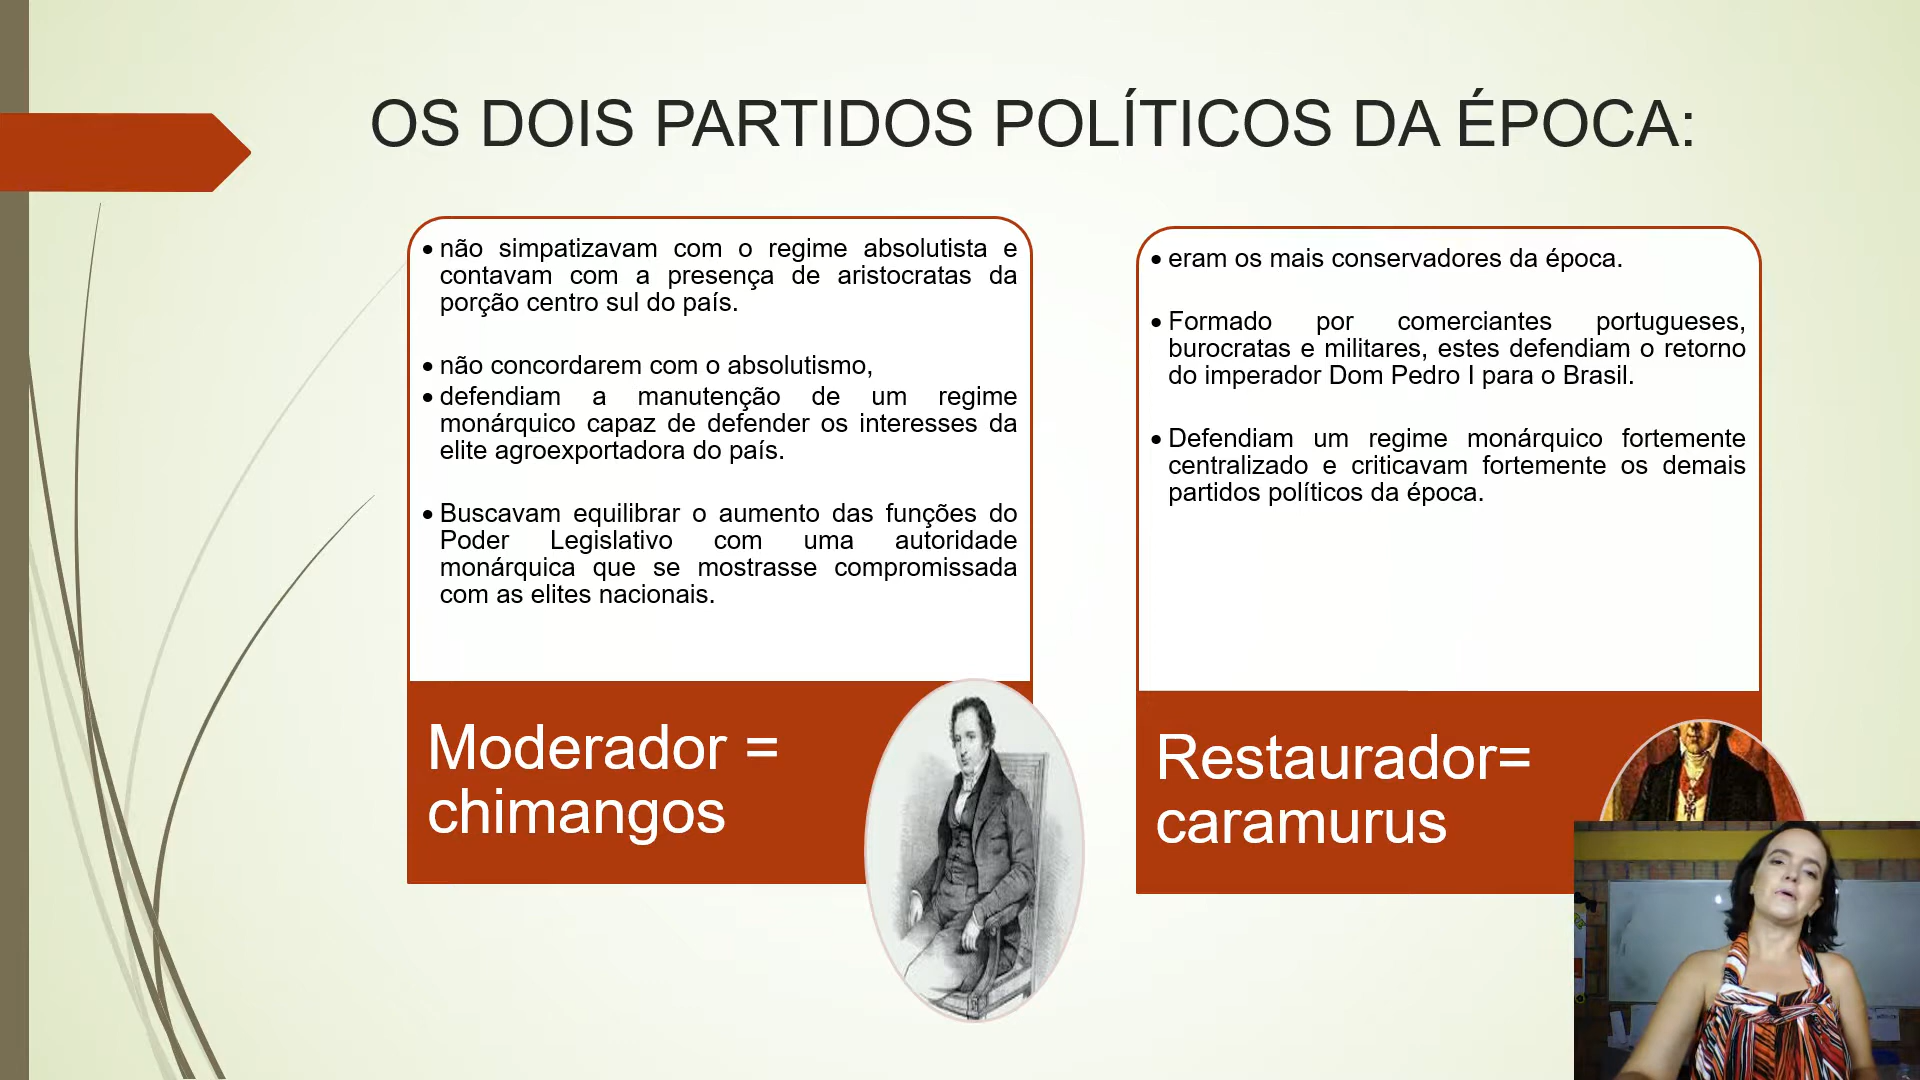 OS DOIS PARTIDOS POLÍTICOS DA ÉPOCA:
• não simpatizavam com o regime absolutista e
contavam com a presença de aristocratas da
porção centro sul do país.
• não concordarem com o absolutismo,
• defendiam a manutenção de um regime
monárquico capaz de defender os interesses da
elite agroexportadora do país.
• Buscavam equilibrar o aumento das funções do
Poder Legislativo com uma autoridade
monárquica que se mostrasse compromissada
com as elites nacionais.
Moderador =
chimangos
• eram os mais conservadores da época.
• Formado por comerciantes portugueses,
burocratas e militares, estes defendiam o retorno
do imperador Dom Pedro I para o Brasil.
• Defendiam um regime monárquico fortemente
centralizado e criticavam fortemente os demais
partidos políticos da época.
Restaurador=
caramurus